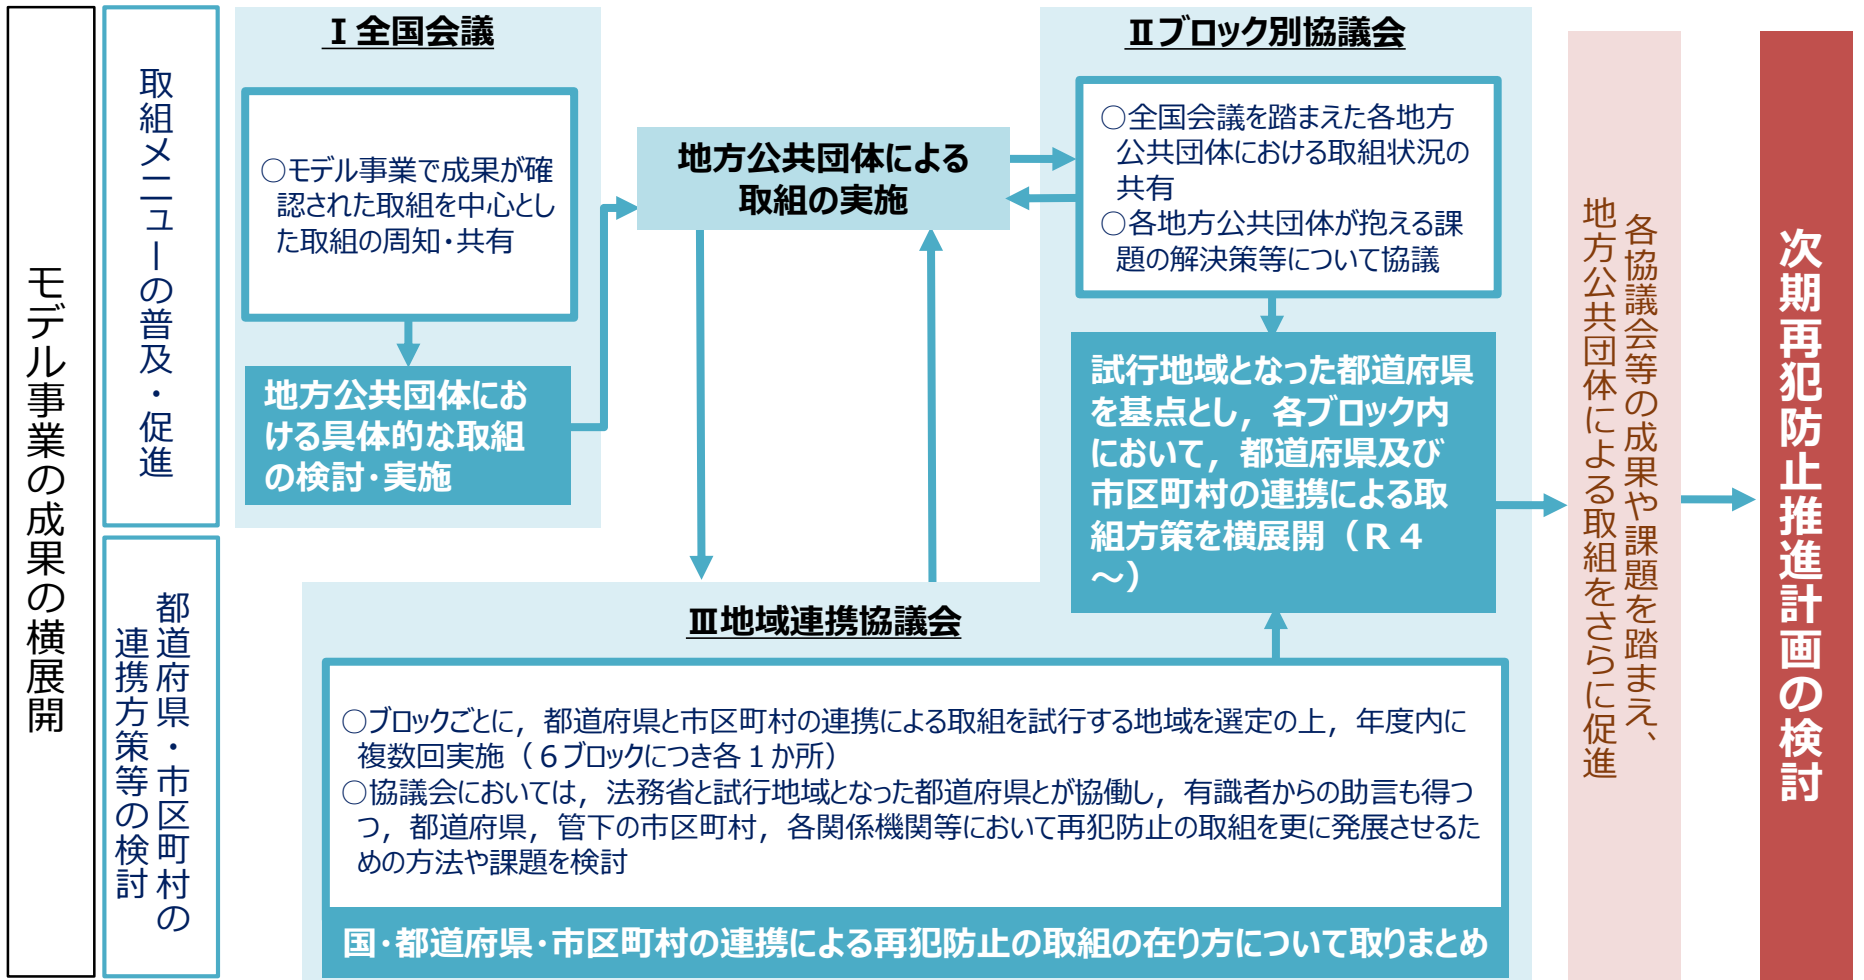 モデル事業の成果の横展開
取組メニューの普及・促進
都道府県・市区町村の
連携方策等の検討
Ⅰ全国会議
○モデル事業で成果が確
認された取組を中心とし
た取組の周知・共有
地方公共団体にお
ける具体的な取組
の検討・実施
地方公共団体による
取組の実施
Ⅱブロック別協議会
○全国会議を踏まえた各地方
公共団体における取組状況の
共有
○各地方公共団体が抱える課
題の解決策等について協議
試行地域となった都道府県
を基点とし，各ブロック内
において，都道府県及び
市区町村の連携による取
組方策を横展開（Ｒ４
～）
Ⅲ地域連携協議会
○ブロックごとに，都道府県と市区町村の連携による取組を試行する地域を選定の上，年度内に
複数回実施（６ブロックにつき各１か所）
○協議会においては，法務省と試行地域となった都道府県とが協働し，有識者からの助言も得つ
つ，都道府県，管下の市区町村，各関係機関等において再犯防止の取組を更に発展させるた
めの方法や課題を検討
国・都道府県・市区町村の連携による再犯防止の取組の在り方について取りまとめ
各協議会等の成果や課題を踏まえ、
地方公共団体による取組をさらに促進
次期再犯防止推進計画の検討